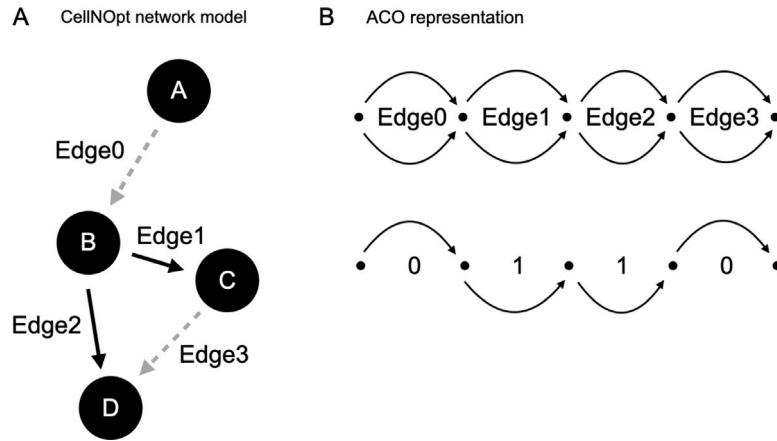 A CellNOpt network model
A
Edge0
B
Edge1
C
Edge2
Edge3
D
B ACO representation
Edge0 Edge1 Edge2 Edge3
0 1 1 0